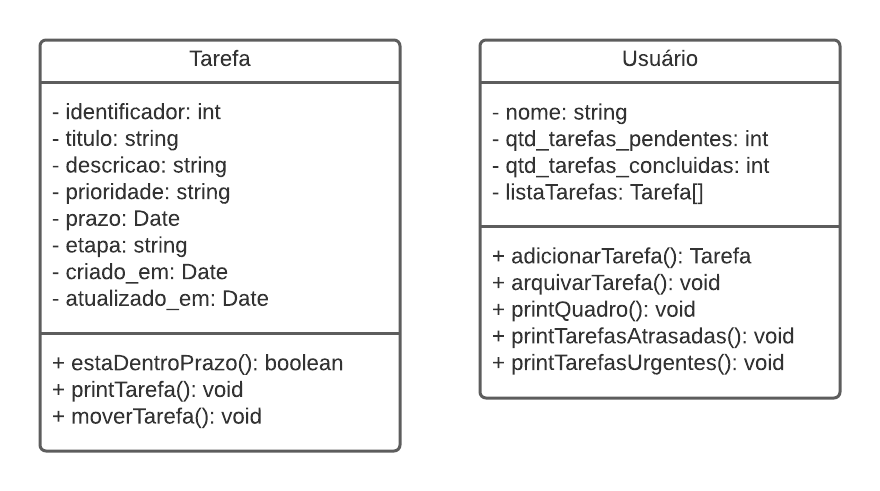 Tarefa
- identificador: int
- titulo: string
- descricao: string
- prioridade: string
- prazo: Date
- etapa: string
- criado_em: Date
- atualizado_em: Date
+ estaDentroPrazo(): boolean
+ printTarefa(): void
+ moverTarefa(): void
Usuário
- nome: string
- qtd_tarefas_pendentes: int
- qtd_tarefas_concluidas: int
- listaTarefas: Tarefa[]
+ adicionarTarefa(): Tarefa
+ arquivarTarefa(): void
+ printQuadro(): void
+ printTarefasAtrasadas(): void
+ printTarefasUrgentes(): void